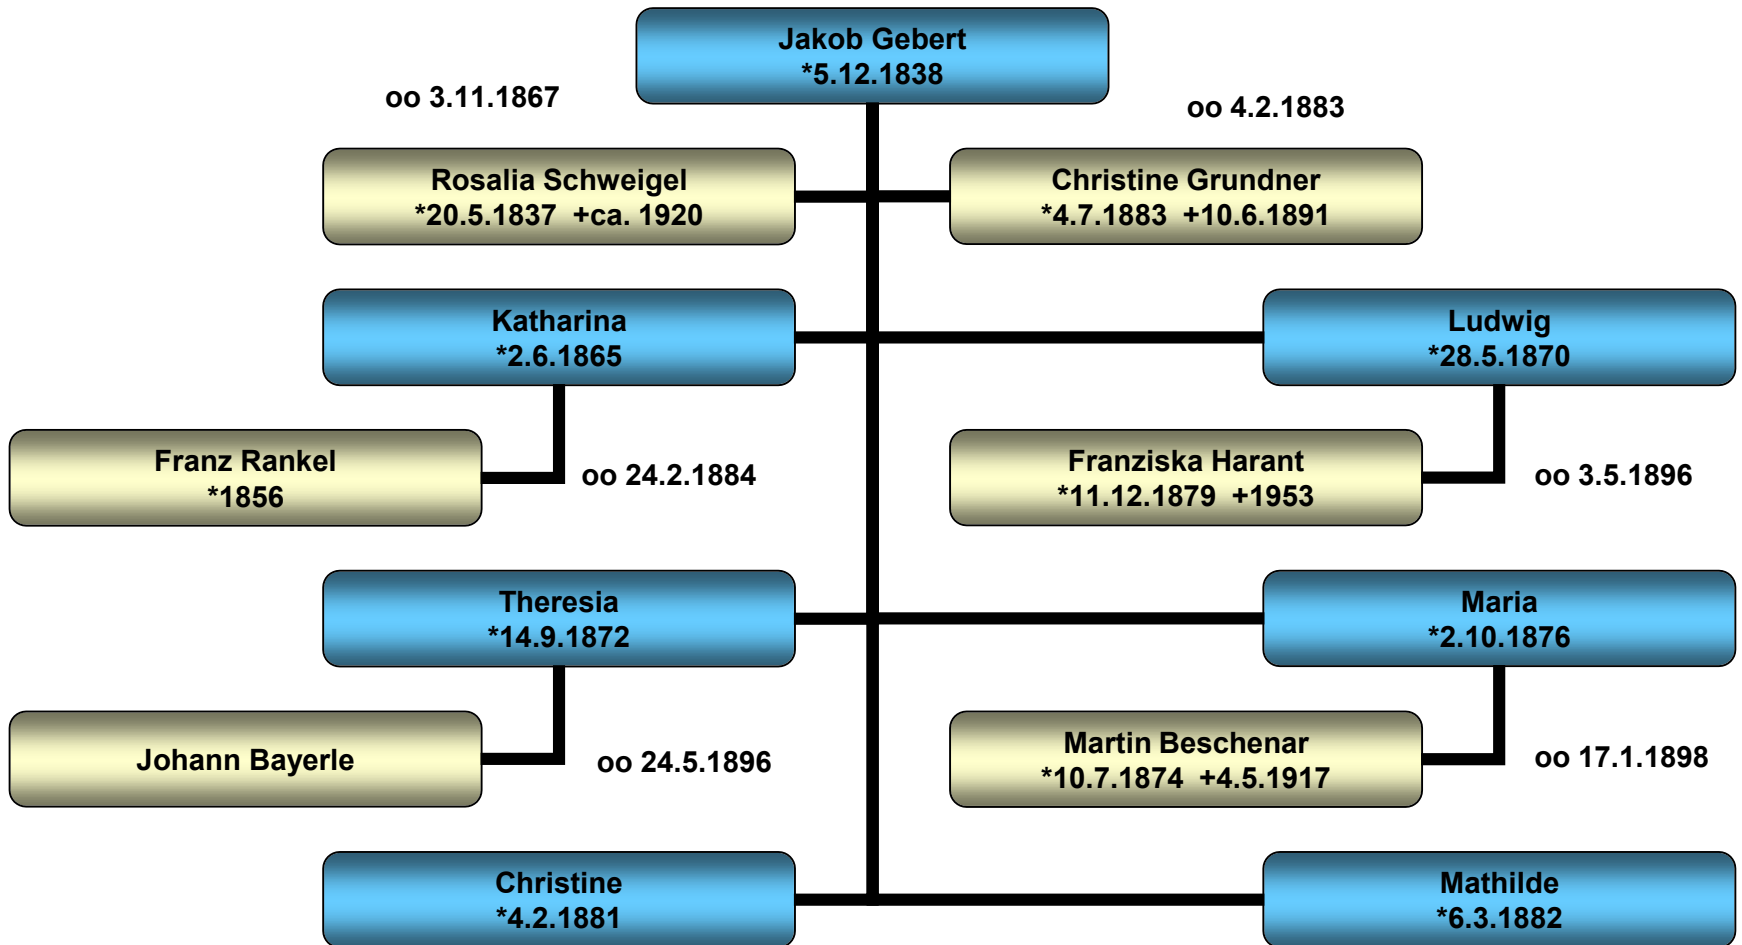 Jakob Gebert
*5.12.1838
oo 3.11.1867
oo 4.2.1883
Rosalia Schweigel
*20.5.1837 +ca. 1920
Christine Grundner
*4.7.1883 +10.6.1891
Katharina
*2.6.1865
Ludwig
*28.5.1870
Franz Rankel
*1856
oo 24.2.1884
Franziska Harant
*11.12.1879 +1953
oo 3.5.1896
Theresia
*14.9.1872
Maria
*2.10.1876
Johann Bayerle
oo 24.5.1896
Martin Beschenar
*10.7.1874 +4.5.1917
oo 17.1.1898
Christine
*4.2.1881
Mathilde
*6.3.1882